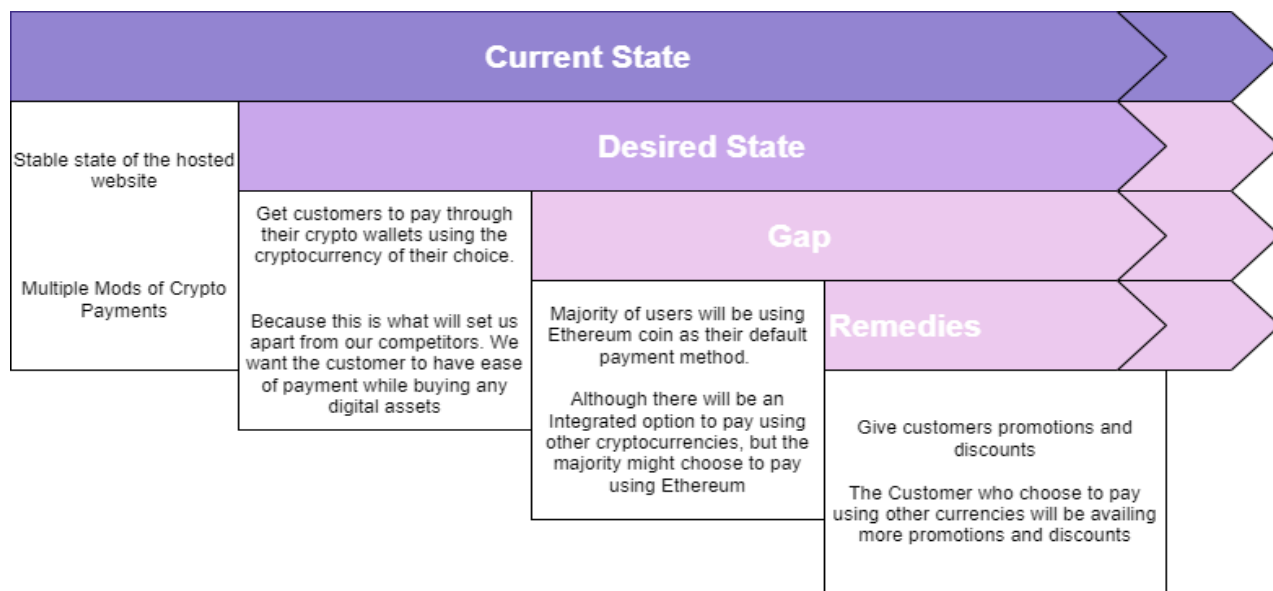 Current State
Stable state of the hosted
website
Multiple Mods of Crypto
Payments
Desired State
Get customers to pay through
their crypto wallets using the
cryptocurrency of their choice.
Because this is what will set us
apart from our competitors. We
want the customer to have ease
of payment while buying any
digital assets
Gap
Majority of users will be using
Ethereum coin as their default
payment method.
Although there will be an
Integrated option to pay using
other cryptocurrencies, but the
majority might choose to pay
using Ethereum
Remedies
Give customers promotions and
discounts
The Customer who choose to pay
using other currencies will be availing
more promotions and discounts